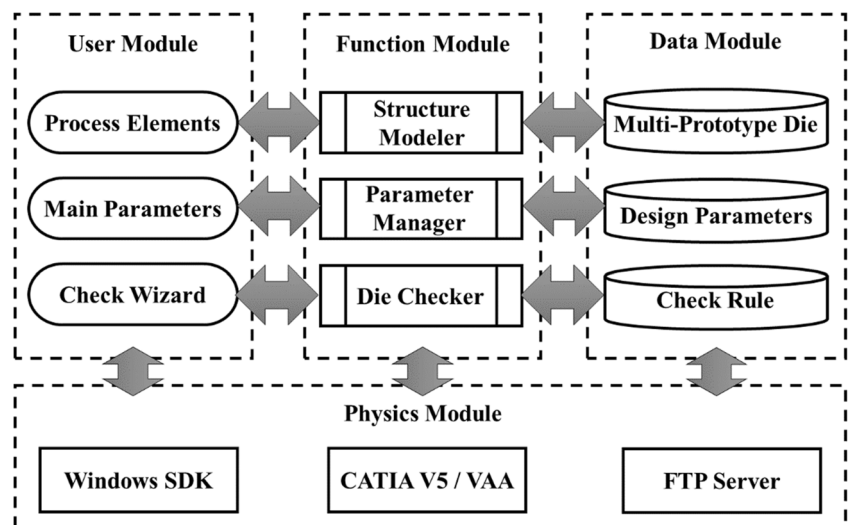 User Module
Function Module
Data Module
Process Elements
Structure
Modeler
Multi-Prototype Die
Main Parameters
Parameter
Manager
Design Parameters
Check Wizard
Die Checker
Check Rule
Physics Module
Windows SDK
CATIA V5 / VAA
FTP Server